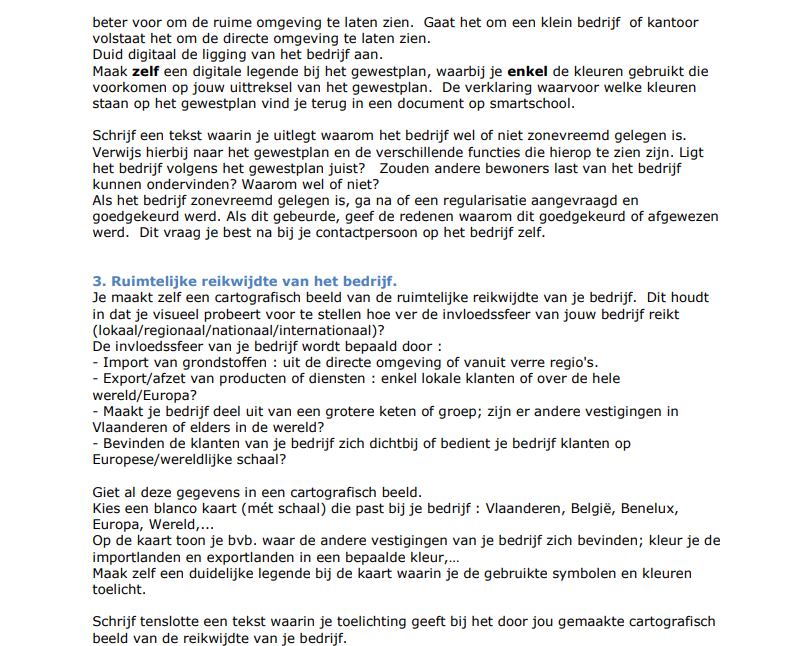 beter voor om de ruime omgeving te laten zien.  Gaat het om een klein bedrijf  of kantoor
volstaat het om de directe omgeving te laten zien.
Duid digitaal de ligging van het bedrijf aan.
Maak zelf een digitale legende bij het gewestplan, waarbij je enkel de kleuren gebruikt die
voorkomen op jouw uittreksel van het gewestplan.  De verklaring waarvoor welke kleuren
staan op het gewestplan vind je terug in een document op smartschool.
Schrijf een tekst waarin je uitlegt waarom het bedrijf wel of niet zonevreemd gelegen is.
Verwijs hierbij naar het gewestplan en de verschillende functies die hierop te zien zijn. Ligt
het bedrijf volgens het gewestplan juist?   Zouden andere bewoners last van het bedrijf
kunnen ondervinden? Waarom wel of niet?
Als het bedrijf zonevreemd gelegen is, ga na of een regularisatie aangevraagd en
goedgekeurd werd. Als dit gebeurde, geef de redenen waarom dit goedgekeurd of afgewezen
werd.  Dit vraag je best na bij je contactpersoon op het bedrijf zelf.
3. Ruimtelijke reikwijdte van het bedrijf.
Je maakt zelf een cartografisch beeld van de ruimtelijke reikwijdte van je bedrijf.  Dit houdt
in dat je visueel probeert voor te stellen hoe ver de invloedssfeer van jouw bedrijf reikt
(lokaal/regionaal/nationaal/internationaal)?
De invloedssfeer van je bedrijf wordt bepaald door :
- Import van grondstoffen : uit de directe omgeving of vanuit verre regio's.
- Export/afzet van producten of diensten : enkel lokale klanten of over de hele
wereld/Europa?
- Maakt je bedrijf deel uit van een grotere keten of groep; zijn er andere vestigingen in
Vlaanderen of elders in de wereld?
- Bevinden de klanten van je bedrijf zich dichtbij of bedient je bedrijf klanten op
Europese/wereldlijke schaal?
Giet al deze gegevens in een cartografisch beeld.
Kies een blanco kaart (mét schaal) die past bij je bedrijf : Vlaanderen, België, Benelux,
Europa, Wereld,...
Op de kaart toon je bvb. waar de andere vestigingen van je bedrijf zich bevinden; kleur je de
importlanden en exportlanden in een bepaalde kleur,…
Maak zelf een duidelijke legende bij de kaart waarin je de gebruikte symbolen en kleuren
toelicht.
Schrijf tenslotte een tekst waarin je toelichting geeft bij het door jou gemaakte cartografisch
beeld van de reikwijdte van je bedrijf.